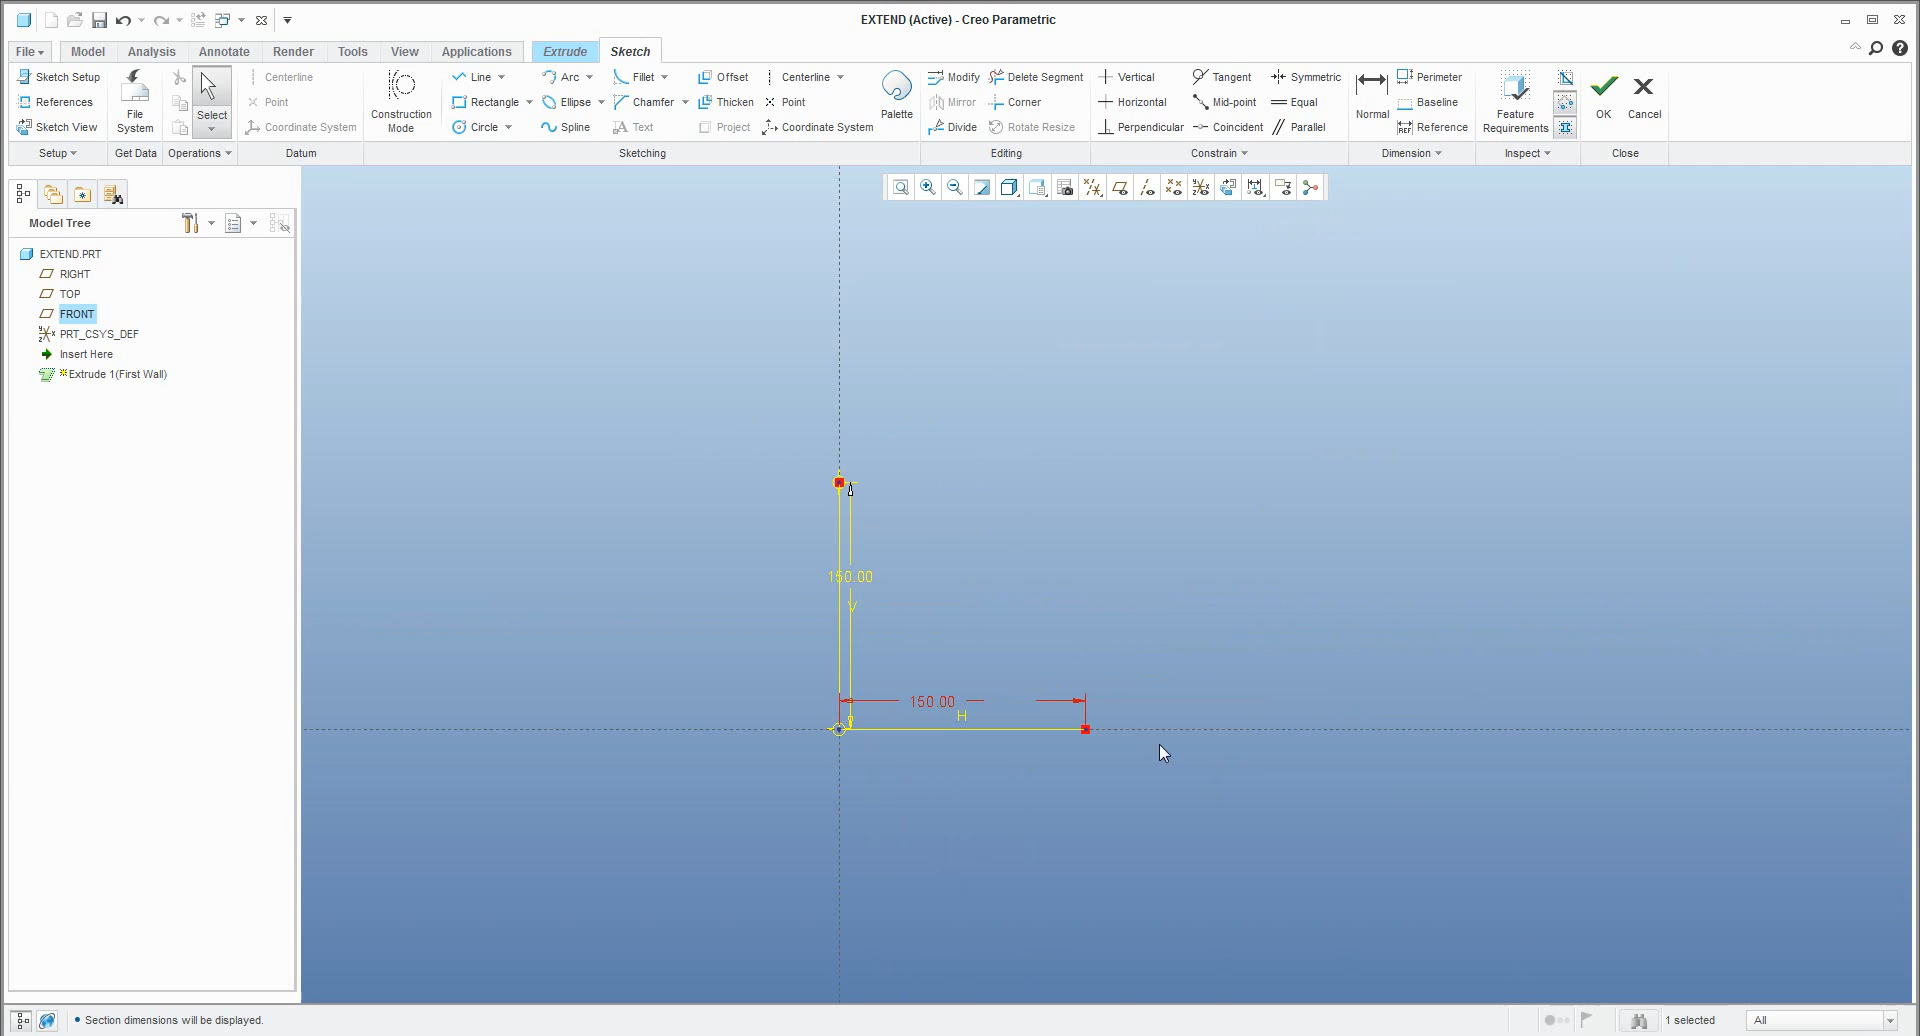 EXTEND (Active) - Creo Parametric
File Model Analysis Annotate Render Tools View Applications Extrude Sketch
Sketch Setup
References
Sketch View
Setup
File
System
Get Data
Select
Operations
Centerline
Point
Coordinate System
Datum
Construction
Mode
Line
Rectangle
Circle
Arc
Ellipse
Spline
Fillet
Chamfer
Text
Offset
Thicken
Project
Centerline
Point
Coordinate System
Palette
Sketching
Modify
Mirror
Divide
Delete Segment
Corner
Rotate Resize
Editing
Vertical
Horizontal
Perpendicular
Tangent
Mid-point
Coincident
Symmetric
Equal
Parallel
Constrain
Normal
Perimeter
Baseline
REF Reference
Dimension
Feature
Requirements
Inspect
OK
Cancel
Close
Model Tree
EXTEND.PRT
RIGHT
TOP
FRONT
PRT_CSYS_DEF
Insert Here
Extrude 1(First Wall)
150.00
V
150.00
H
Section dimensions will be displayed.
1 selected
All